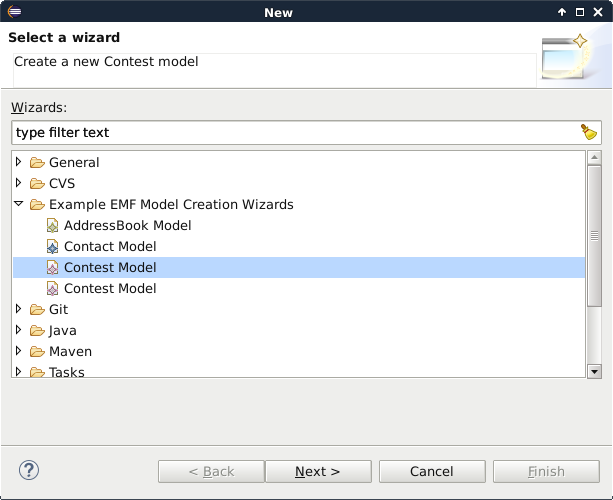 New
Select a wizard
Create a new Contest model
Wizards:
type filter text
General
CVS
Example EMF Model Creation Wizards
AddressBook Model
Contact Model
Contest Model
Contest Model
Git
Java
Maven
Tasks
? < Back Next > Cancel Finish